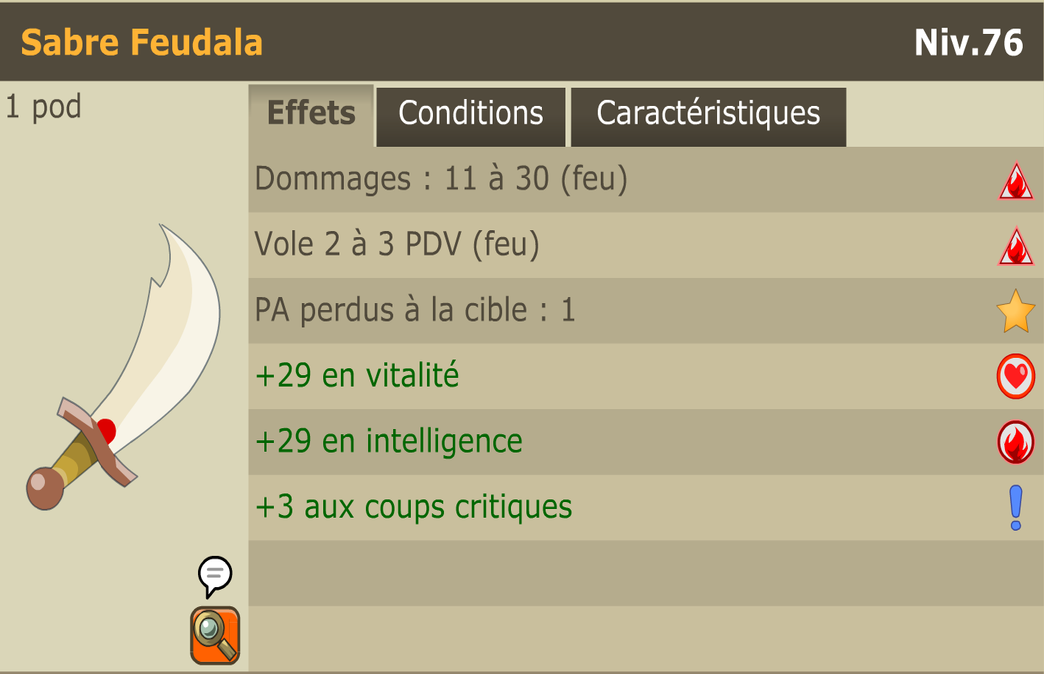 Sabre Feudala
Niv.76
1 pod
Effets
Conditions
Caractéristiques
Dommages : 11 à 30 (feu)
Vole 2 à 3 PDV (feu)
PA perdus à la cible : 1
+29 en vitalité
+29 en intelligence
+3 aux coups critiques